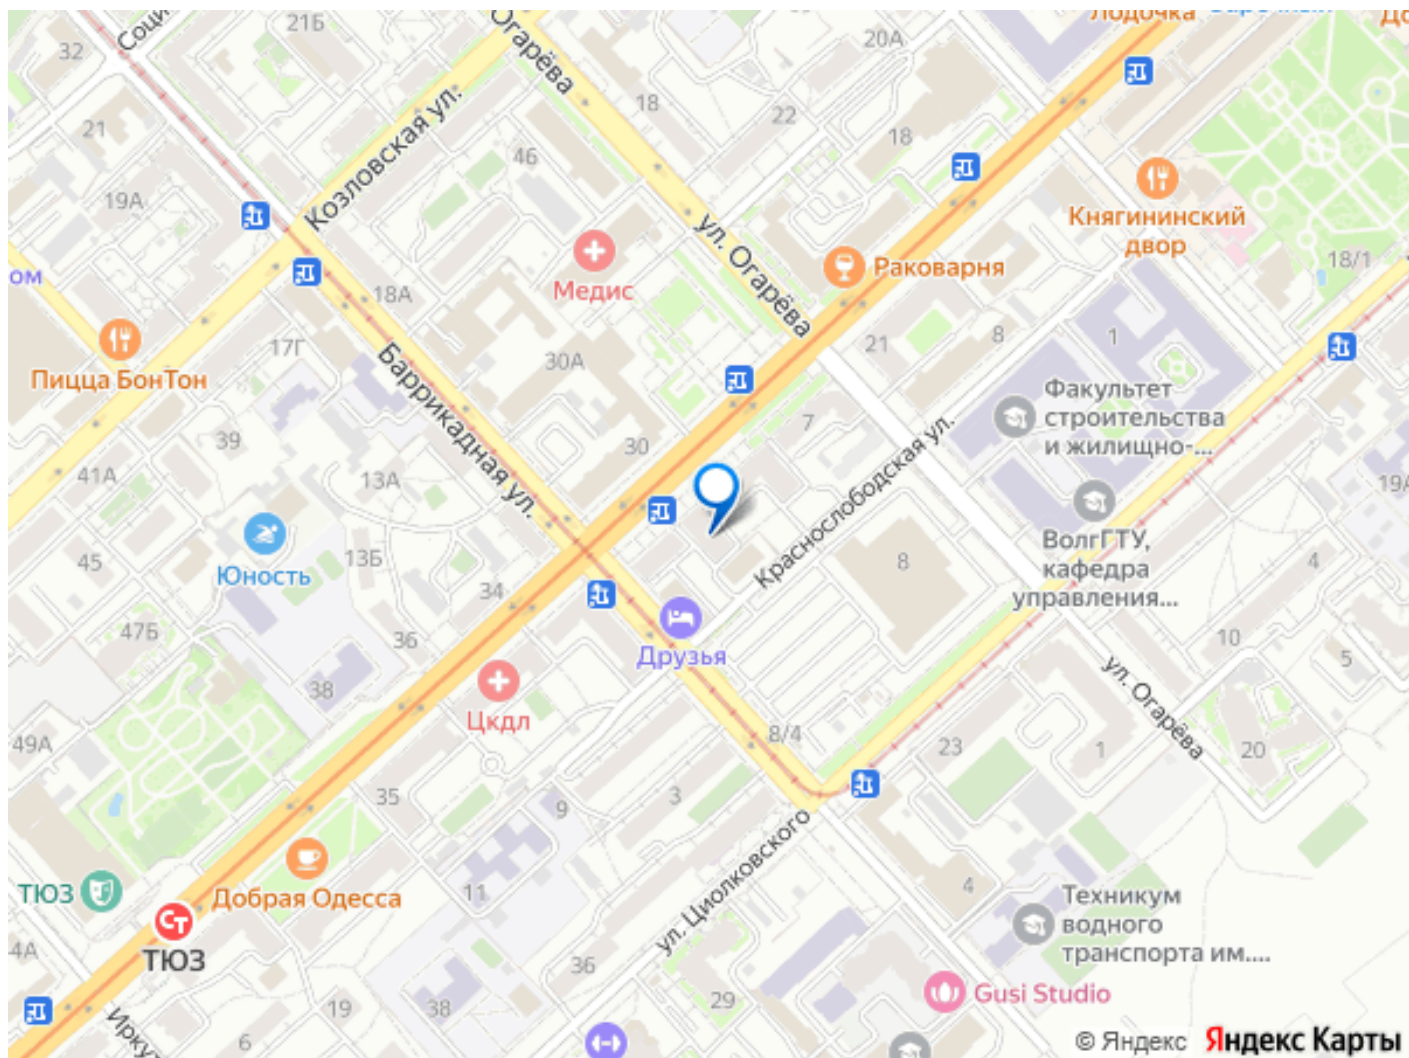 Лодочка
32
21Б
20А
Огарёва
18
22
18
21
Козловская ул.
46
19А
Княгининский
двор
ул. Огарёва
Медис
Раковарня
18/1
ом
18А
17Г
30А
21
8
1
Пицца БонТон
Баррикадная ул.
Факультет
строительства
и жилищно-...
39
30
7
41А
13А
Краснослободская ул.
ВолгГТУ,
кафедра
управления...
45
13Б
Юность
8
4
34
47Б
36
Друзья
10
5
38
Цкдл
ул. Огарёва
49А
8/4
23
1
20
35
9
3
ул. Циолковского
ТЮЗ
Добрая Одесса
11
4
Техникум
водного
транспорта им....
4А
Ст
ТЮЗ
36
38
29
Gusi Studio
19
6
© Яндекс
Яндекс Карты